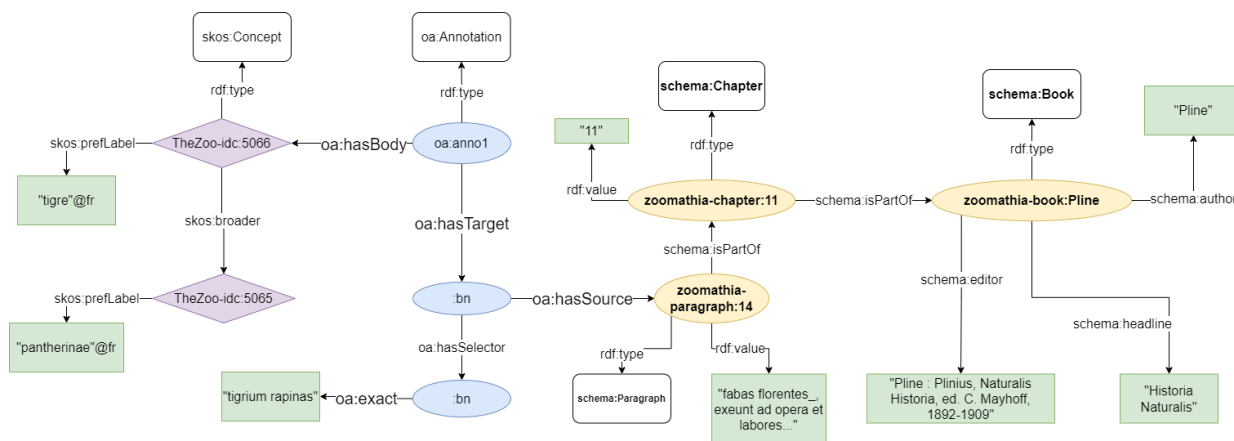 skos:Concept
oa:Annotation
schema:Chapter
schema:Book
"Pline"
rdf:type
rdf:type
rdf:type
rdf:type
"11"
skos:prefLabel
TheZoo-idc:5066
oa:hasBody
oa:anno1
rdf:value
"tigre"@fr
zoomathia-chapter:11
schema:isPartOf
zoomathia-book:Pline
schema:author
skos:broader
oa:hasTarget
schema:isPartOf
schema:editor
skos:prefLabel
TheZoo-idc:5065
:bn
oa:hasSource
zoomathia-
paragraph:14
schema:headline
"pantherinae"@fr
oa:hasSelector
rdf:type
rdf:value
"tigrium rapinas"
oa:exact
:bn
schema:Paragraph
"fabas florentes_,
exeunt ad opera et
labores..."
"Pline : Plinius, Naturalis
Historia, ed. C. Mayhoff,
1892-1909"
"Historia
Naturalis"